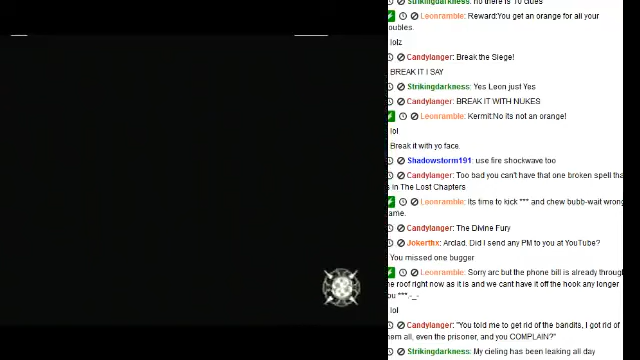 Strikingdarkness: no there is 10 clues
Leonramble: Reward:You get an orange for all your
oubles.
lolz
Candylanger: Break the Siege!
BREAK IT I SAY
Strikingdarkness: Yes Leon just Yes
Candylanger: BREAK IT WITH NUKES
Leonramble: Kermit:No Its not an orange!
lol
Break it with yo face.
Shadowstorm191: use fire shockwave too
Candylanger: Too bad you can't have that one broken spell tha
s in The Lost Chapters
Leonramble: Its time to kick *** and chew bubb-wait wrong
ame.
Candylanger: The Divine Fury
Jokerthx: Arclad. Did I send any PM to you at YouTube?
You missed one bugger
Leonramble: Sorry arc but the phone bill is already through
he roof right now as it is and we cant have it off the hook any longer
ou ***.-_-
lol
Candylanger: "You told me to get rid of the bandits, I got rid of
hem all, even the prisoner, and you COMPLAIN?"
Strikingdarkness: My cieling has been leaking all day